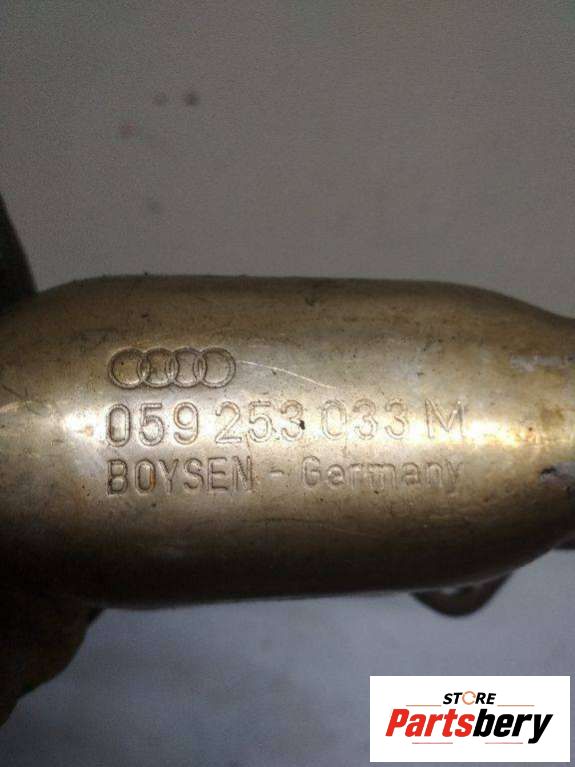 059 253 033 M
BOYSEN - Germany
STORE
Partsbery